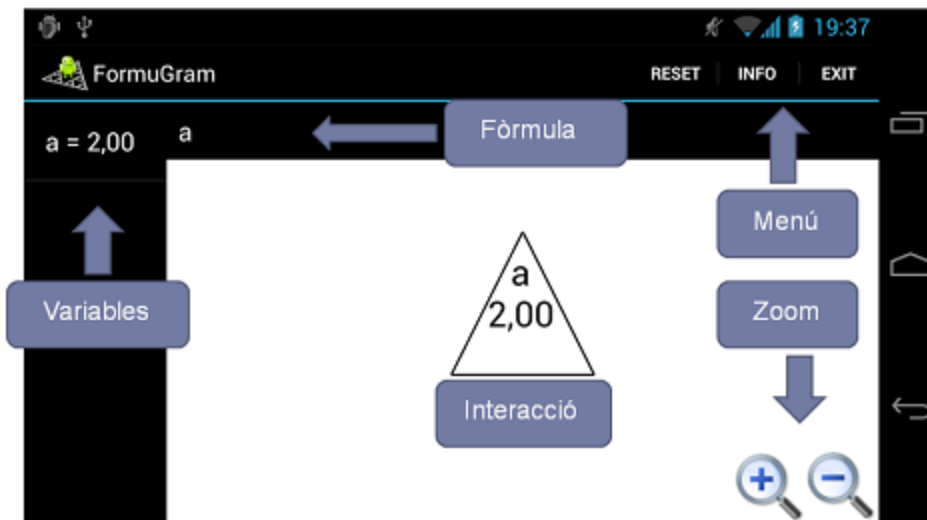 19:37
FormuGram
RESET
INFO
EXIT
a = 2,00
a
Fòrmula
Menú
Variables
a
2,00
Zoom
Interacció